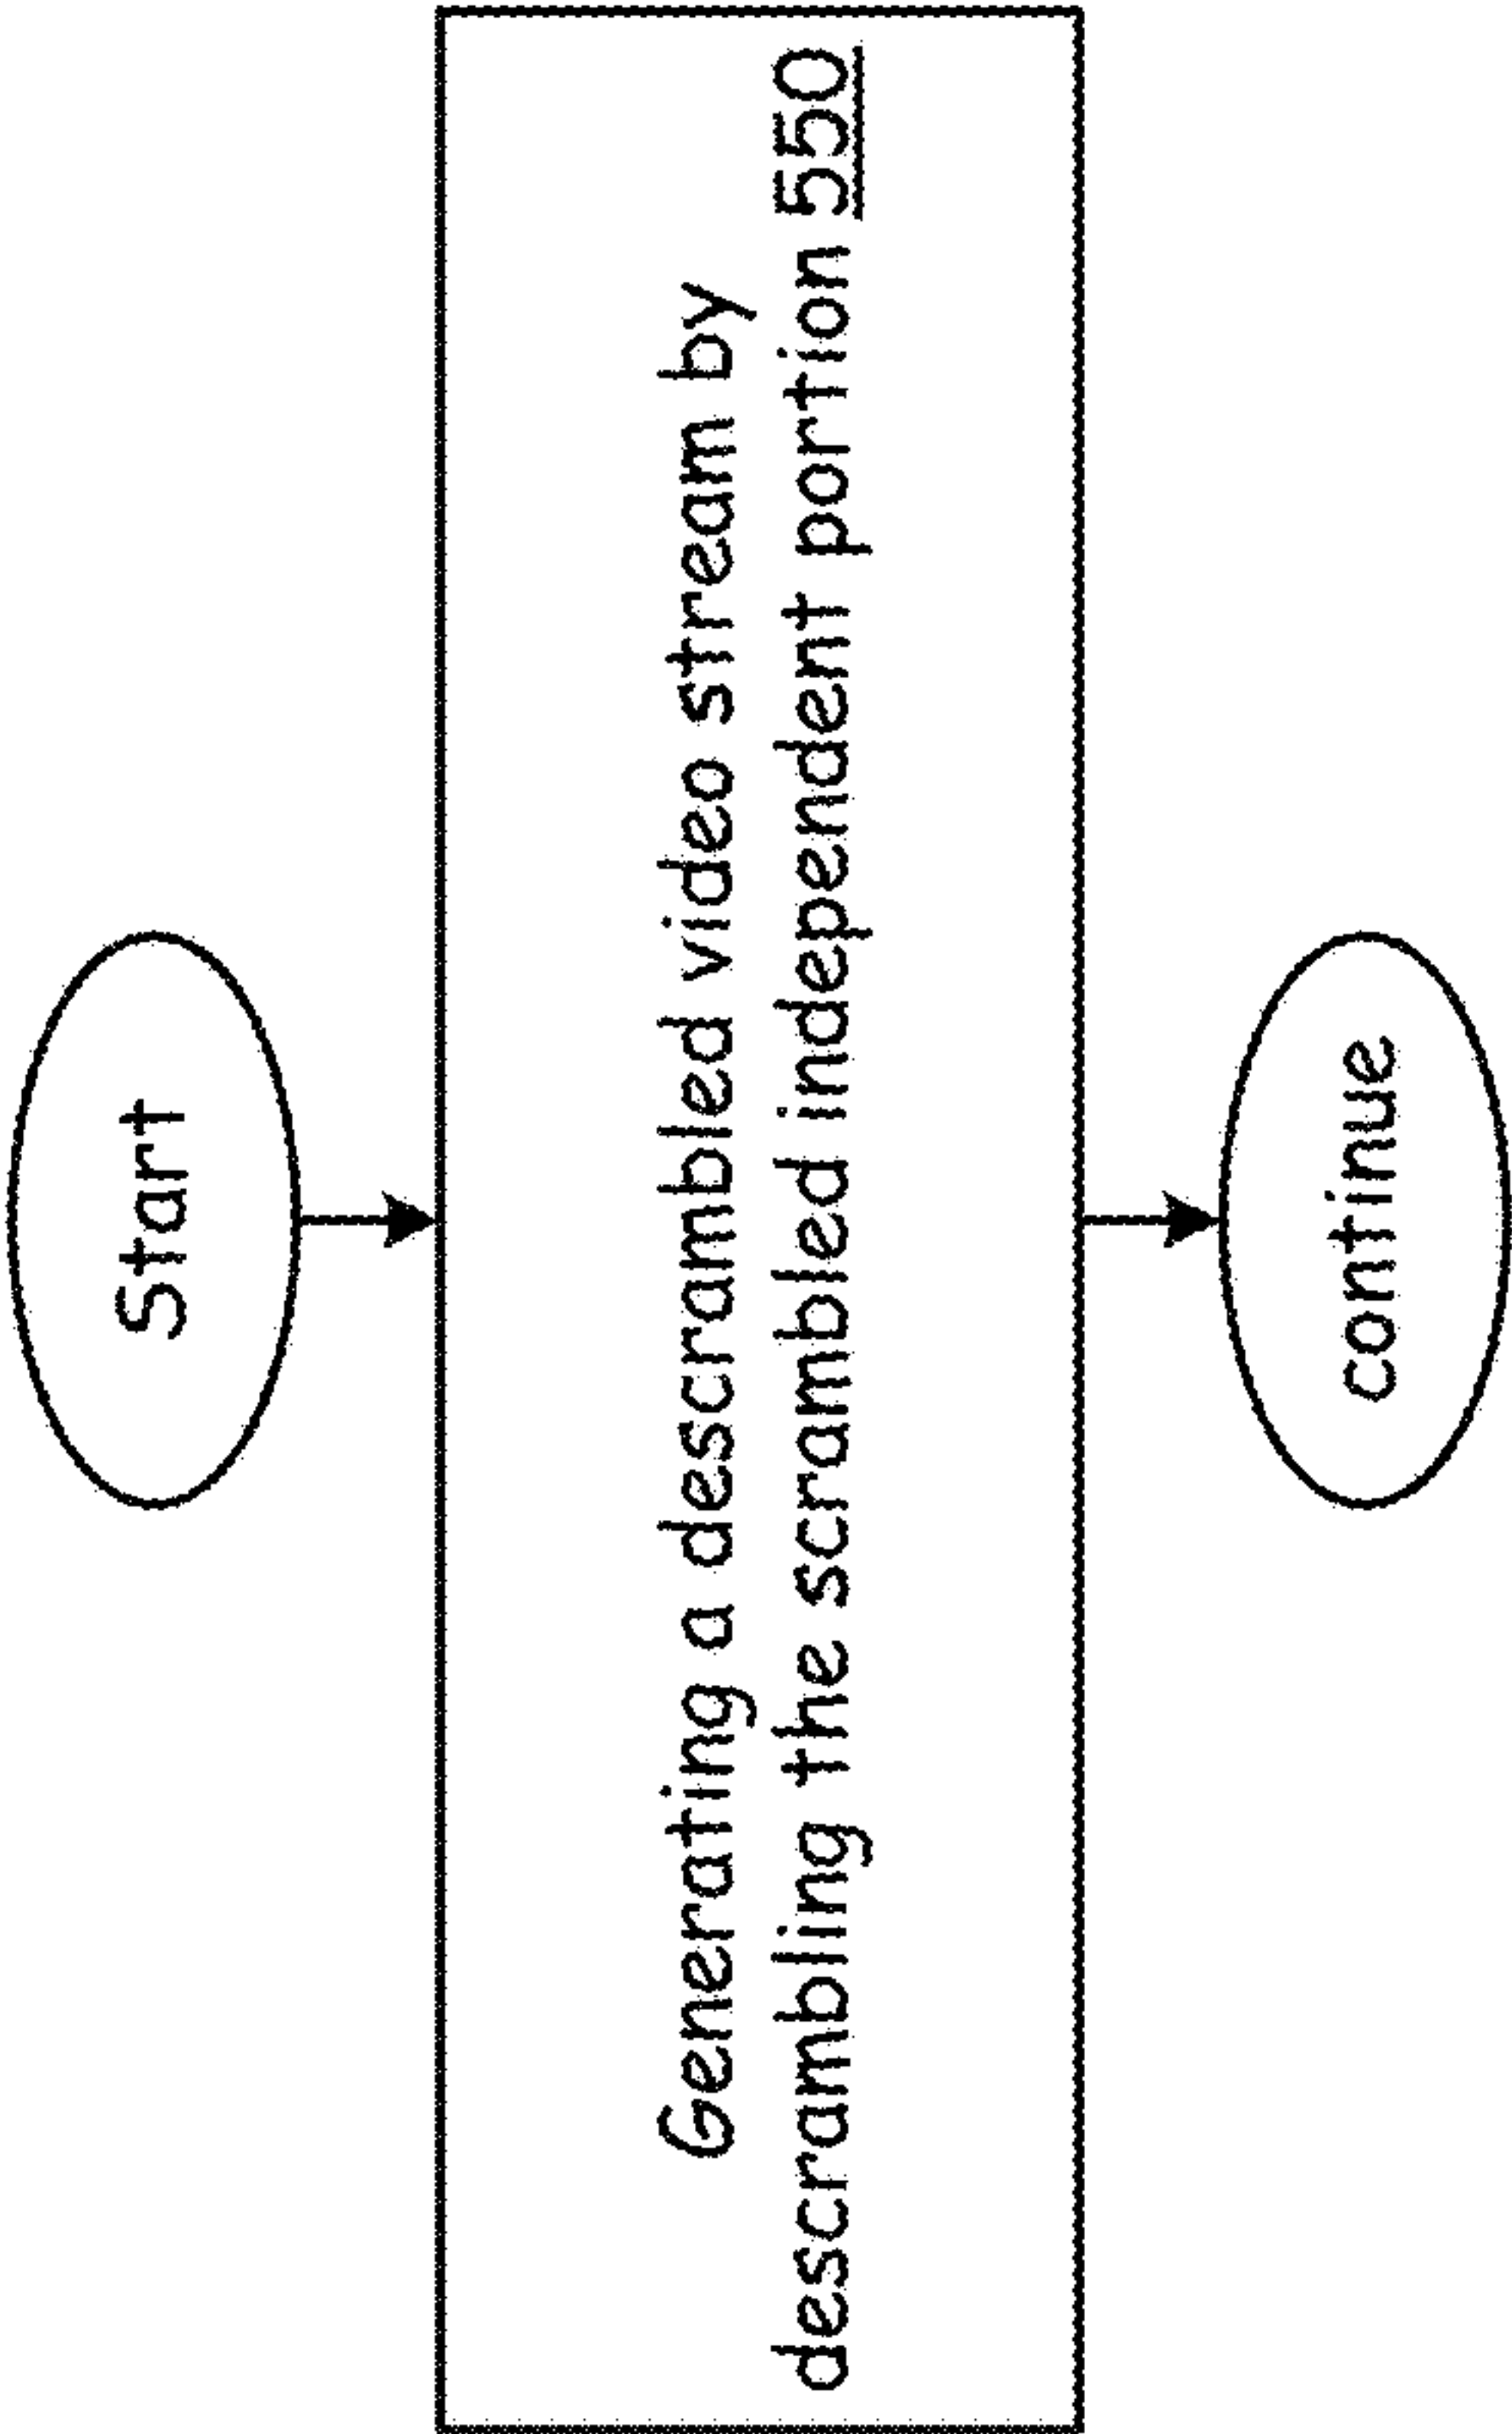 Start
Generating a descrambled video stream by
descrambling the scrambled independent portion 550
continue